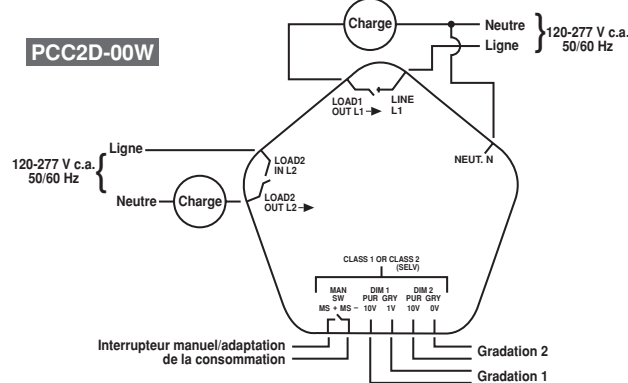 PCC2D-00W
Charge
Neutre
Ligne
120-277 V c.a.
50/60 Hz
LOAD1
OUT L1
LINE
L1
NEUT. N
Ligne
120-277 V c.a.
50/60 Hz
Neutre
Charge
LOAD2
IN L2
LOAD2
OUT L2
CLASS 1 OR CLASS 2
(SELV)
MAN DIM 1 DIM 2
SW PUR GRY PUR GRY
MS + MS − 10V 1V 10V 0V
Interrupteur manuel/adaptation
de la consommation
Gradation 2
Gradation 1